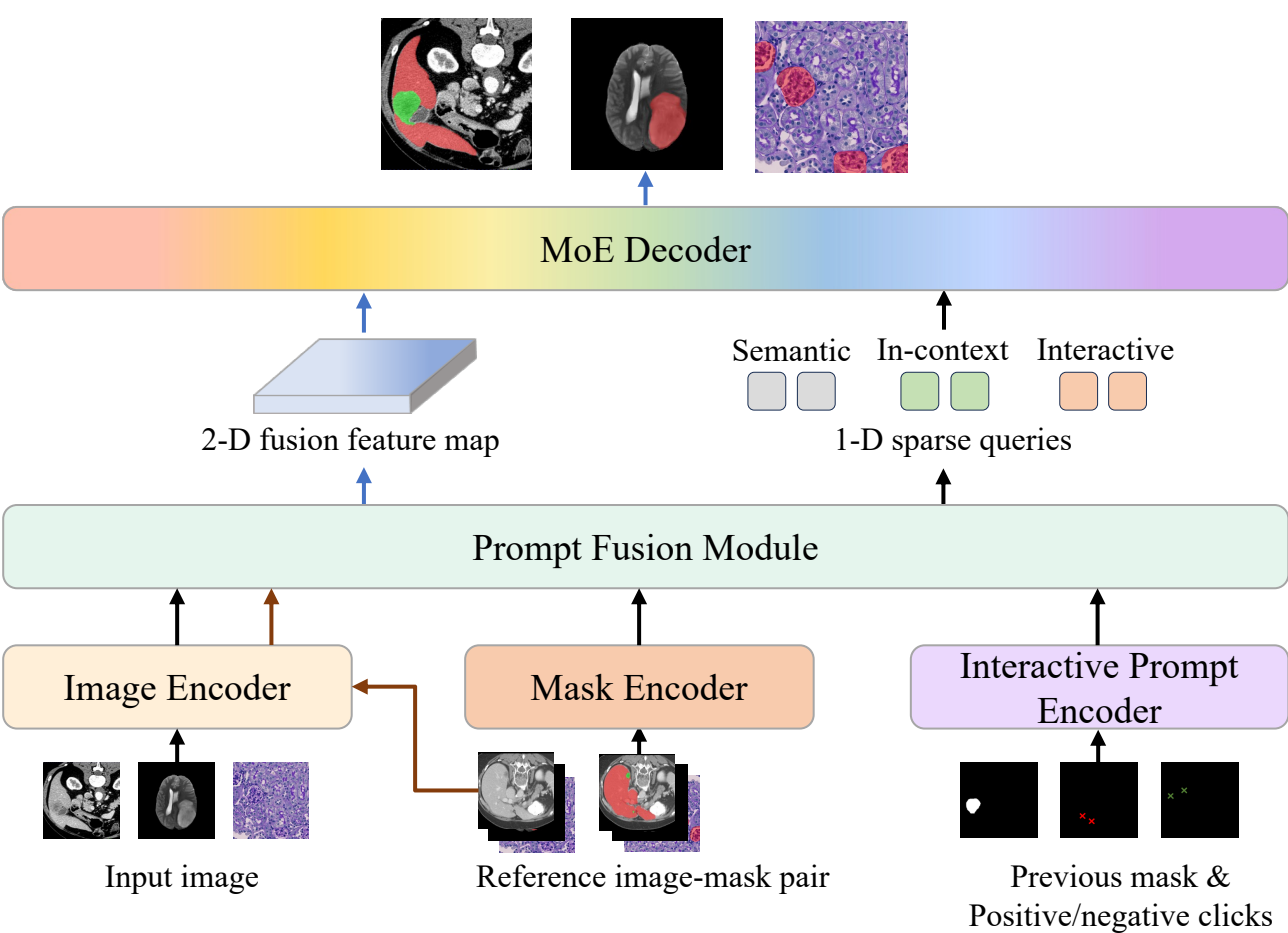 MoE Decoder
Semantic In-context Interactive
2-D fusion feature map
1-D sparse queries
Prompt Fusion Module
Image Encoder
Mask Encoder
Interactive Prompt
Encoder
Input image
Reference image-mask pair
Previous mask &
Positive/negative clicks